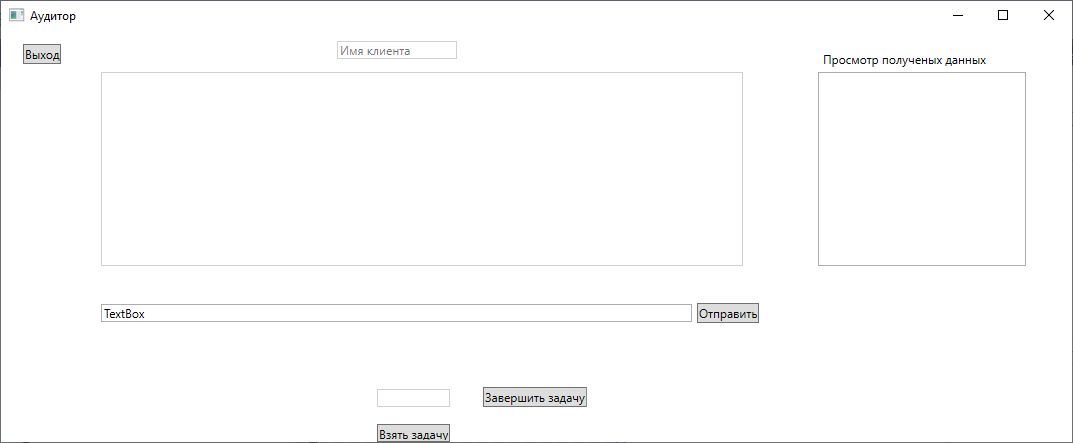 Аудитор
Выход
Имя клиента
Просмотр полученых данных
TextBox
Отправить
Завершить задачу
Взять задачу